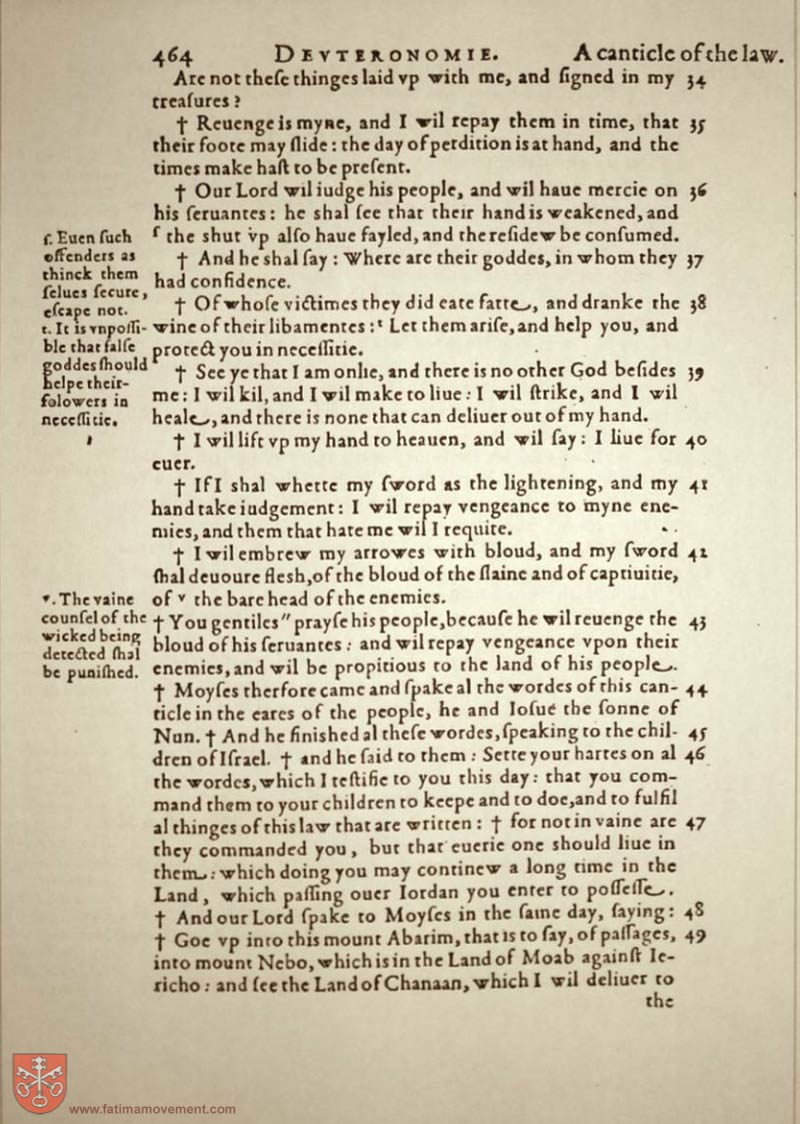 464 DEVTERONOMIE. A canticle of the law.
Are not theſe thinges laid vp with me, and ſigned in my 34
treaſures?
† Reuenge is myne, and I wil repay them in time, that 35
their foote may ſlide: the day of perdition is at hand, and the
times make haſt to be preſent.
† Our Lord wil iudge his people, and wil haue mercie on 36
his ſeruantes: he shal ſee that their hand is weakened, and
ſ the shut vp alſo haue fayled, and the reſidew be conſumed.
† And he shal ſay: Where are their goddes, in whom they 37
had confidence.
† Of whoſe victimes they did eate fatte, and dranke the 38
wine of their libamentes: t Let them ariſe, and help you, and
protect you in neceſſitie.
† See ye that I am onlie, and there is no other God beſides 39
me: I wil kil, and I wil make to liue: I wil ſtrike, and I wil
heale, and there is none that can deliuer out of my hand.
† I wil lift vp my hand to heauen, and wil ſay: I liue for 40
euer.
† If I shal whette my ſword as the lightening, and my 41
hand take iudgement: I wil repay vengeance to myne ene-
mies, and them that hate me wil I requite.
† I wil embrew my arrowes with bloud, and my ſword 42
ſhal deuoure flesh, of the bloud of the ſlaine and of captiuitie,
of v the bare head of the enemies.
† You gentiles " prayſe his people, becauſe he wil reuenge the 43
bloud of his ſeruantes: and wil repay vengeance vpon their
enemies, and wil be propitious to the land of his people.
† Moyſes therfore came and ſpake al the wordes of this can- 44
ticle in the eares of the people, he and Ioſue the ſonne of
Nun. † And he finished al theſe wordes, ſpeaking to the chil- 45
dren of Iſrael. † and he ſaid to them: Sette your hartes on al 46
the wordes, which I teſtifie to you this day: that you com-
mand them to your children to keepe and to doe, and to fulfil
al thinges of this law that are written: † for not in vaine are 47
they commanded you, but that euerie one should liue in
them: which doing you may continew a long time in the
Land, which paſſing ouer Iordan you enter to poſſeſſe.
† And our Lord ſpake to Moyſes in the ſame day, ſaying: 48
† Goe vp into this mount Abarim, that is to ſay, of paſſages, 49
into mount Nebo, which is in the Land of Moab againſt Ie-
richo: and ſee the Land of Chanaan, which I wil deliuer to
the
ſ. Euen ſuch
offenders as
thinck them
ſelues ſecure,
eſcape not.
t. It is vnpoſſi-
ble that falſe
goddes ſhould
helpe their
folowers in
neceſſitie.
v. The vaine
counſel of the
wicked being
detected ſhal
be puniſhed.
www.fatimamovement.com